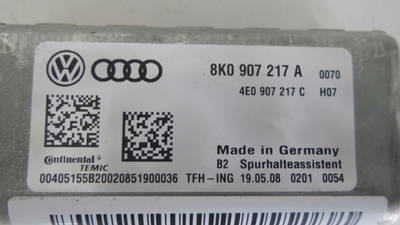 8K0 907 217 A 0070
4E0 907 217 C H07
Made in Germany
Continental
TEMIC
B2 Spurhalteassistent
00405155B20020851900036 TFH-ING 19.05.08 0201 0054